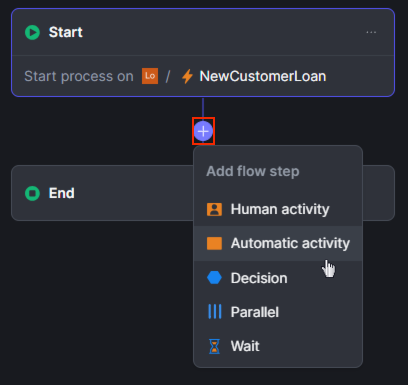 Start
Start process on Lo / NewCustomerLoan
Add flow step
End
Human activity
Automatic activity
Decision
Parallel
Wait